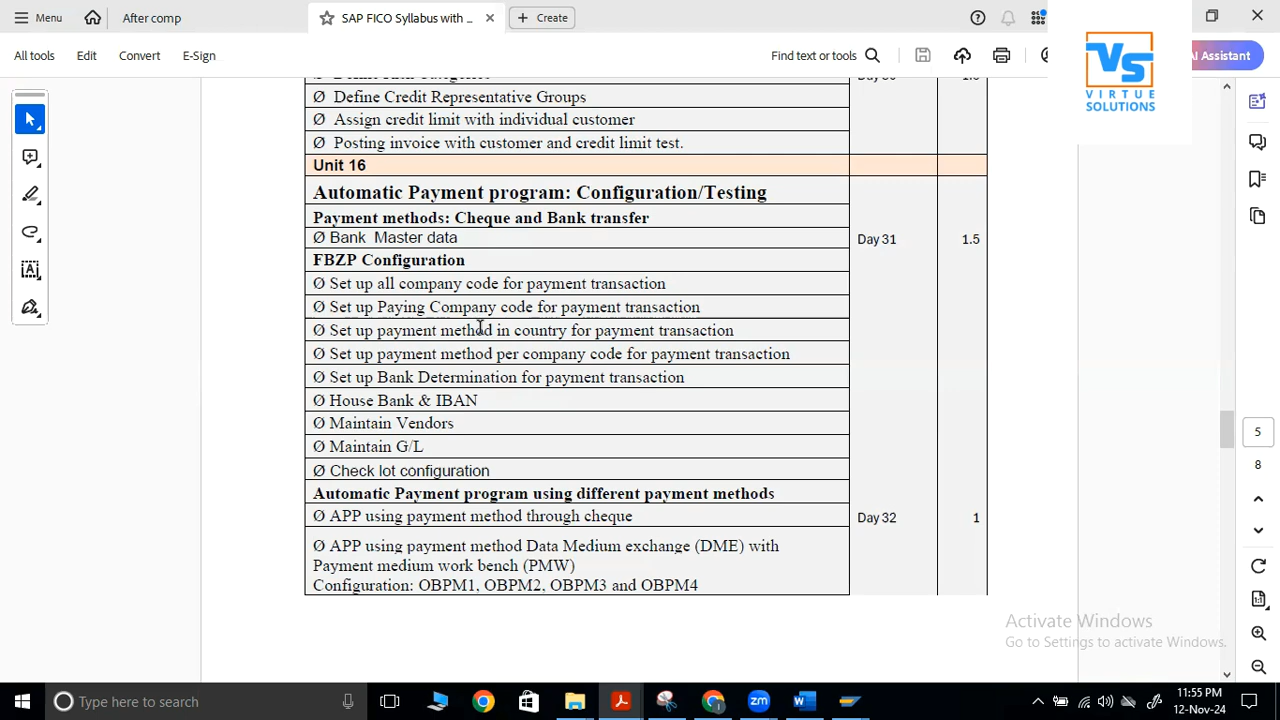 Menu
After comp
SAP FICO Syllabus with ...
Create
All tools
Edit
Convert
E-Sign
Find text or tools
AI Assistant
VS
VIRTUE
SOLUTIONS
Ø Define Credit Representative Groups
Ø Assign credit limit with individual customer
Ø Posting invoice with customer and credit limit test.
Unit 16
Automatic Payment program: Configuration/Testing
Payment methods: Cheque and Bank transfer
Ø Bank Master data
Day 31
1.5
FBZP Configuration
Ø Set up all company code for payment transaction
Ø Set up Paying Company code for payment transaction
Ø Set up payment method in country for payment transaction
Ø Set up payment method per company code for payment transaction
Ø Set up Bank Determination for payment transaction
Ø House Bank & IBAN
Ø Maintain Vendors
Ø Maintain G/L
Ø Check lot configuration
Automatic Payment program using different payment methods
Ø APP using payment method through cheque
Day 32
1
Ø APP using payment method Data Medium exchange (DME) with
Payment medium work bench (PMW)
Configuration: OBPM1, OBPM2, OBPM3 and OBPM4
5
8
Activate Windows
Go to Settings to activate Windows.
Type here to search
11:55 PM
12-Nov-24